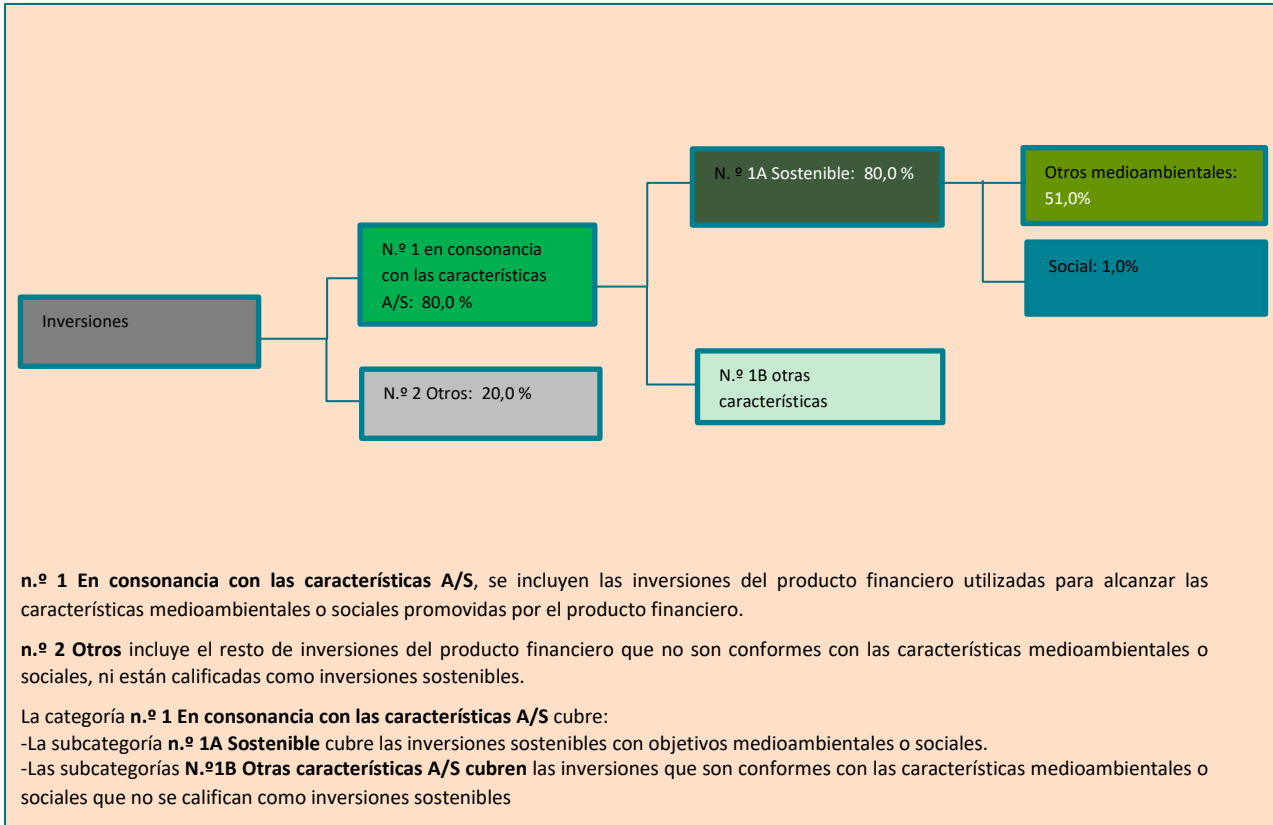 N. º 1A Sostenible: 80,0 %
Otros medioambientales:
51,0%
N.º 1 en consonancia
con las características
A/S: 80,0 %
Social: 1,0%
Inversiones
N.º 2 Otros: 20,0 %
N.º 1B otras
características
n.º 1 En consonancia con las características A/S, se incluyen las inversiones del producto financiero utilizadas para alcanzar las
características medioambientales o sociales promovidas por el producto financiero.
n.º 2 Otros incluye el resto de inversiones del producto financiero que no son conformes con las características medioambientales o
sociales, ni están calificadas como inversiones sostenibles.
La categoría n.º 1 En consonancia con las características A/S cubre:
-La subcategoría n.º 1A Sostenible cubre las inversiones sostenibles con objetivos medioambientales o sociales.
-Las subcategorías N.º1B Otras características A/S cubren las inversiones que son conformes con las características medioambientales o
sociales que no se califican como inversiones sostenibles